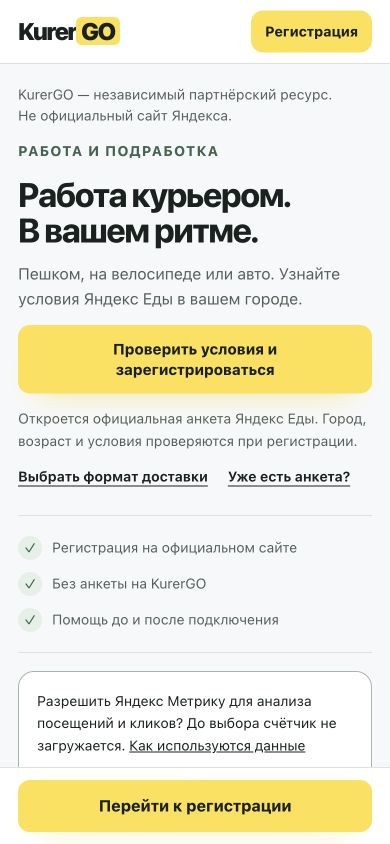 KurerGO
Регистрация
KurerGO — независимый партнёрский ресурс.
Не официальный сайт Яндекса.
РАБОТА И ПОДРАБОТКА
Работа курьером.
В вашем ритме.
Пешком, на велосипеде или авто. Узнайте
условия Яндекс Еды в вашем городе.
Проверить условия и
зарегистрироваться
Откроется официальная анкета Яндекс Еды. Город,
возраст и условия проверяются при регистрации.
Выбрать формат доставки Уже есть анкета?
Регистрация на официальном сайте
Без анкеты на KurerGO
Помощь до и после подключения
Разрешить Яндекс Метрику для анализа
посещений и кликов? До выбора счётчик не
загружается. Как используются данные
Перейти к регистрации